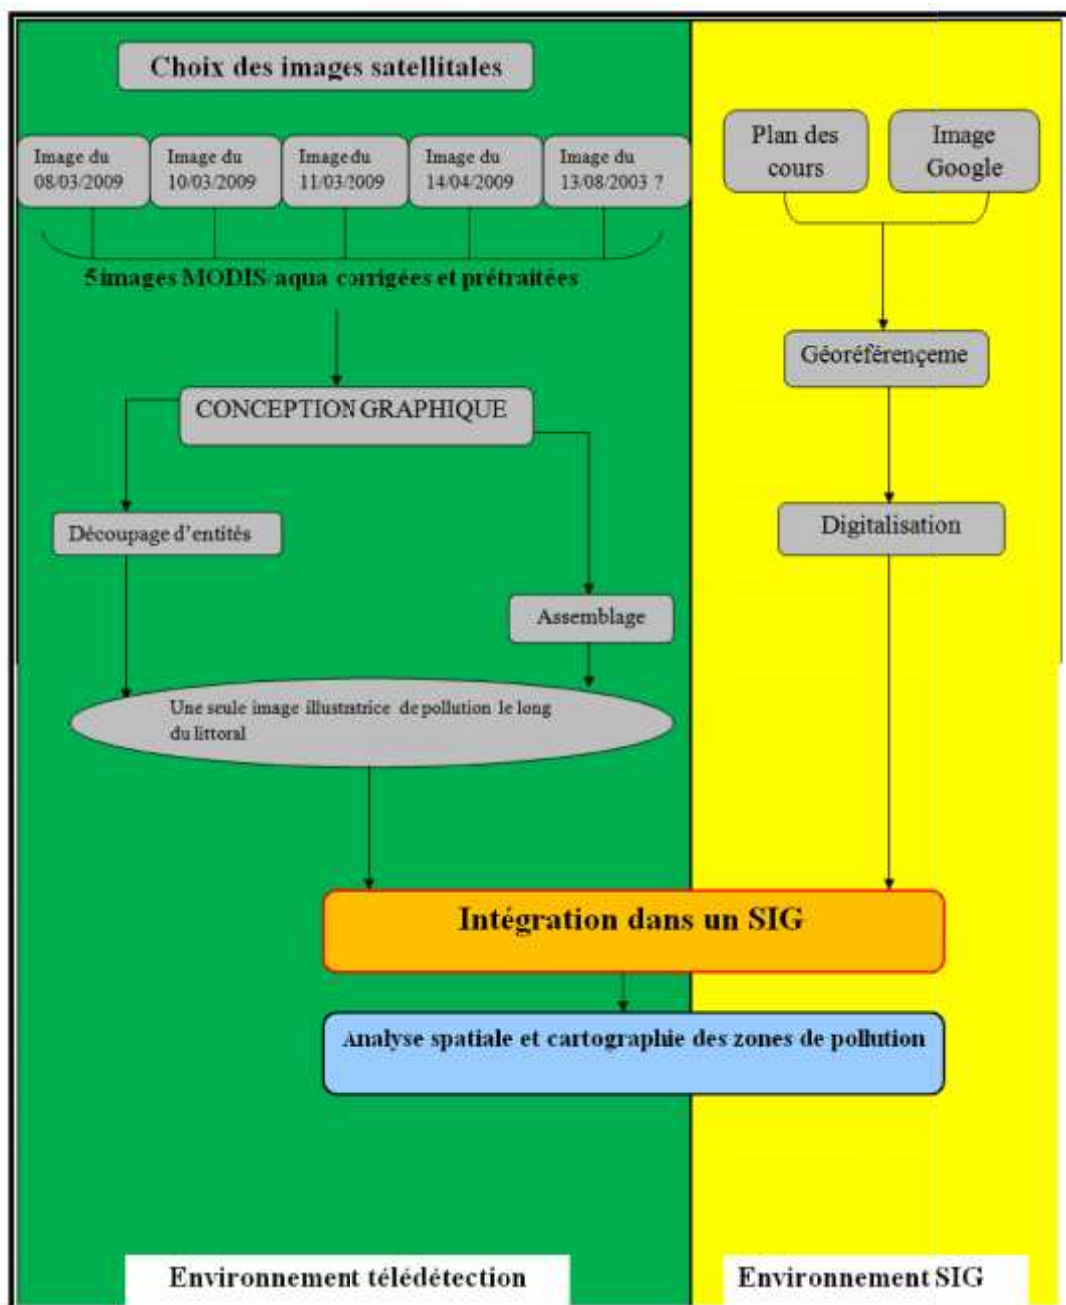 Choix des images satellitales
Image du
08/03/2009
Image du
10/03/2009
Image du
11/03/2009
Image du
14/04/2009
Image du
13/08/2003 ?
5 images MODIS/aqua corrigées et prétraitées
CONCEPTION GRAPHIQUE
Découpage d'entités
Assemblage
Une seule image illustratrice de pollution le long
du littoral
Plan des
cours
Image
Google
Géoréférençeme
Digitalisation
Intégration dans un SIG
Analyse spatiale et cartographie des zones de pollution
Environnement télédétection
Environnement SIG